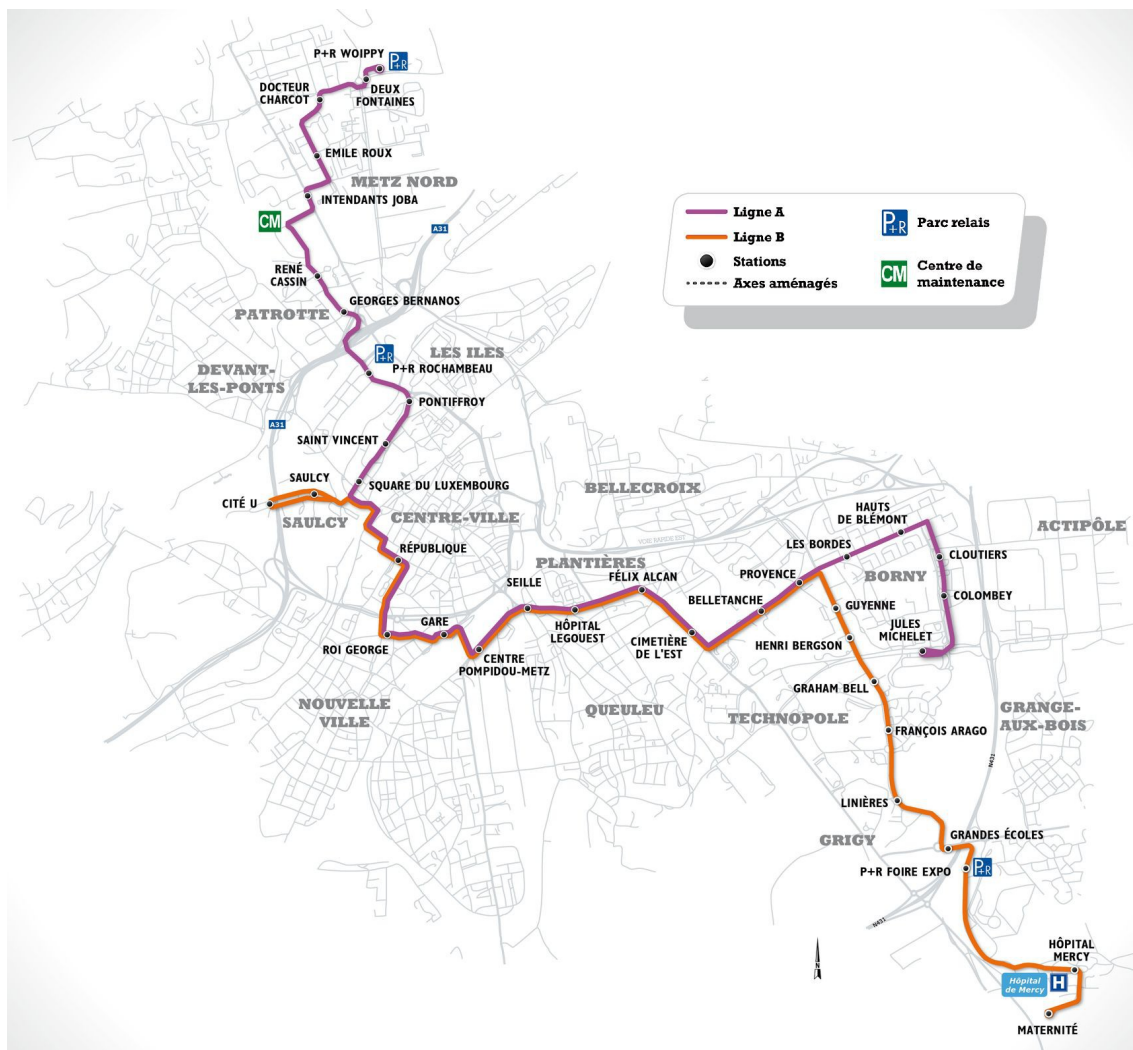 P+R WOIPPY
P+R
DEUX
FONTAINES
DOCTEUR
CHARCOT
EMILE ROUX
METZ NORD
INTENDANTS JOBA
CM
A31
RENÉ
CASSIN
GEORGES BERNANOS
PATROTTE
P+R
LES ILES
P+R ROCHAMBEAU
DEVANT-
LES-PONTS
PONTIFFROY
A31
SAINT VINCENT
SAULCY
SQUARE DU LUXEMBOURG
CITÉ U
SAULCY
CENTRE-VILLE
RÉPUBLIQUE
Ligne A
Ligne B
Stations
Axes aménagés
P+R
Parc relais
CM
Centre de
maintenance
BELLECROIX
VOIE RAPIDE EST
HAUTS
DE BLÉMONT
ACTIPÔLE
LES BORDES
CLOUTIERS
PLANTIÈRES
SEILLE
FÉLIX ALCAN
PROVENCE
BORNY
BELLETANCHE
GUYENNE
COLOMBEY
JULES
MICHELET
HÔPITAL
LEGOUEST
GARE
ROI GEORGE
CIMETIÈRE
DE L'EST
HENRI BERGSON
CENTRE
POMPIDOU-METZ
GRAHAM BELL
NOUVELLE
VILLE
QUEULEU
TECHNOPOLE
GRANGE-
AUX-BOIS
FRANÇOIS ARAGO
N431
LINIÈRES
GRIGY
GRANDES ÉCOLES
P+R FOIRE EXPO
P+R
N431
N
HÔPITAL
MERCY
Hôpital
de Mercy
H
MATERNITÉ